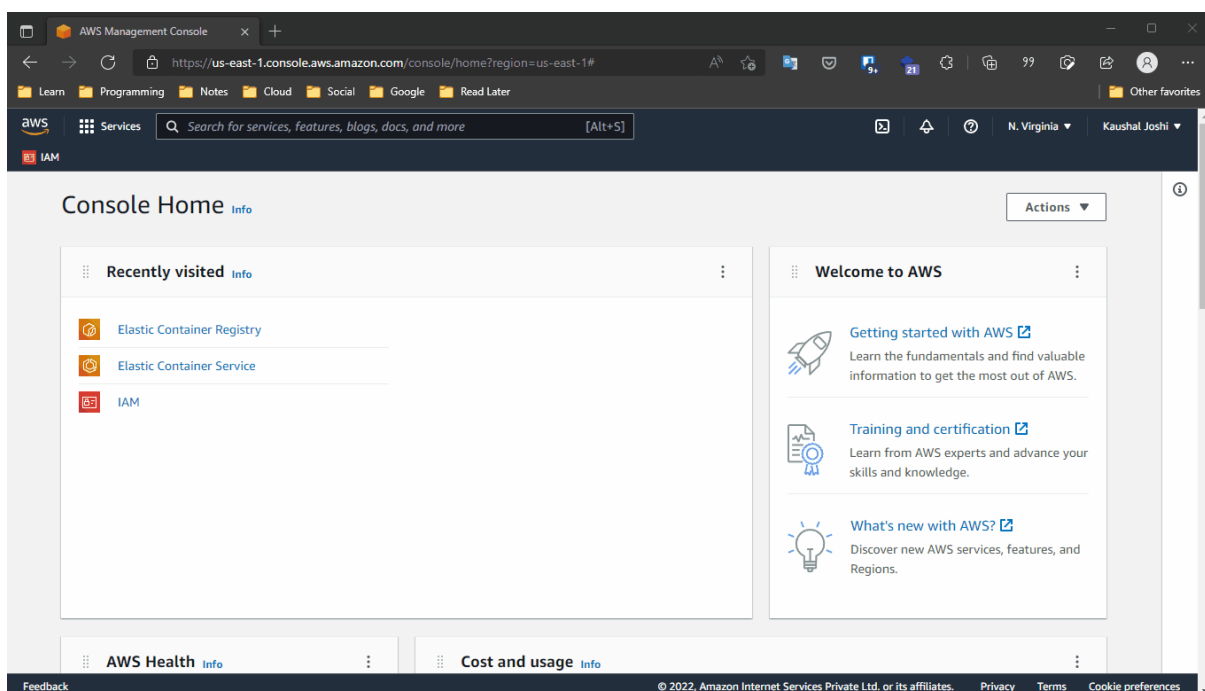 AWS Management Console
https://us-east-1.console.aws.amazon.com/console/home?region=us-east-1#
9+
21
Learn Programming Notes Cloud Social Google Read Later Other favorites
aws Services Search for services, features, blogs, docs, and more [Alt+S] N. Virginia ▼ Kaushal Joshi ▼
IAM
Console Home Info
Actions ▼
Recently visited Info
Elastic Container Registry
Elastic Container Service
IAM
Welcome to AWS
Getting started with AWS
Learn the fundamentals and find valuable
information to get the most out of AWS.
Training and certification
Learn from AWS experts and advance your
skills and knowledge.
What's new with AWS?
Discover new AWS services, features, and
Regions.
AWS Health Info
Cost and usage Info
Feedback © 2022, Amazon Internet Services Private Ltd. or its affiliates. Privacy Terms Cookie preferences